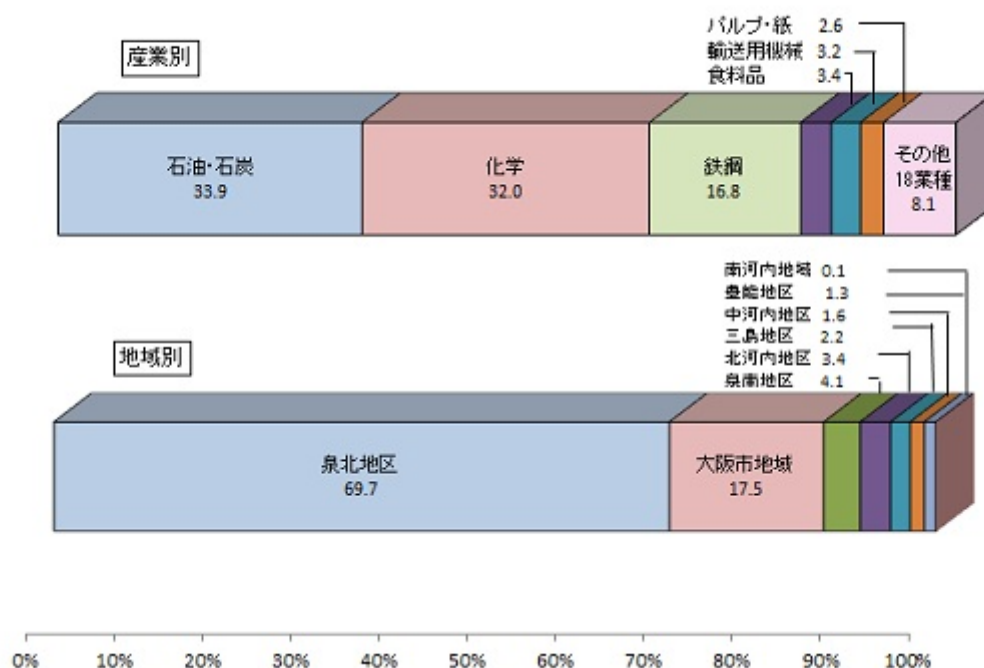 産業別
パルプ・紙 2.6
輸送用機械 3.2
食料品 3.4
石油・石炭
33.9
化学
32.0
鉄鋼
16.8
その他
18業種
8.1
地域別
南河内地域 0.1
豊能地区 1.3
中河内地区 1.6
三島地区 2.2
北河内地区 3.4
泉南地区 4.1
泉北地区
69.7
大阪市地域
17.5
0% 10% 20% 30% 40% 50% 60% 70% 80% 90% 100%